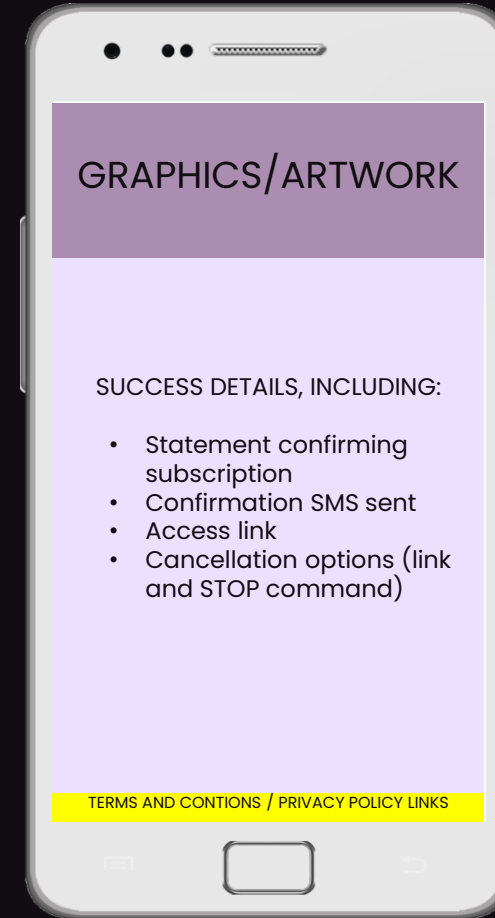 GRAPHICS/ARTWORK
SUCCESS DETAILS, INCLUDING:
• Statement confirming
subscription
• Confirmation SMS sent
• Access link
• Cancellation options (link
and STOP command)
TERMS AND CONTIONS / PRIVACY POLICY LINKS